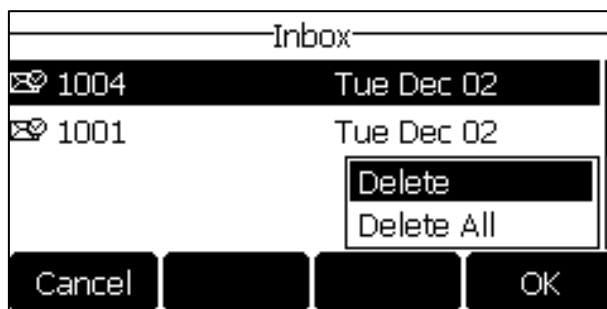 Inbox
1004 Tue Dec 02
1001 Tue Dec 02
Delete
Delete All
Cancel OK